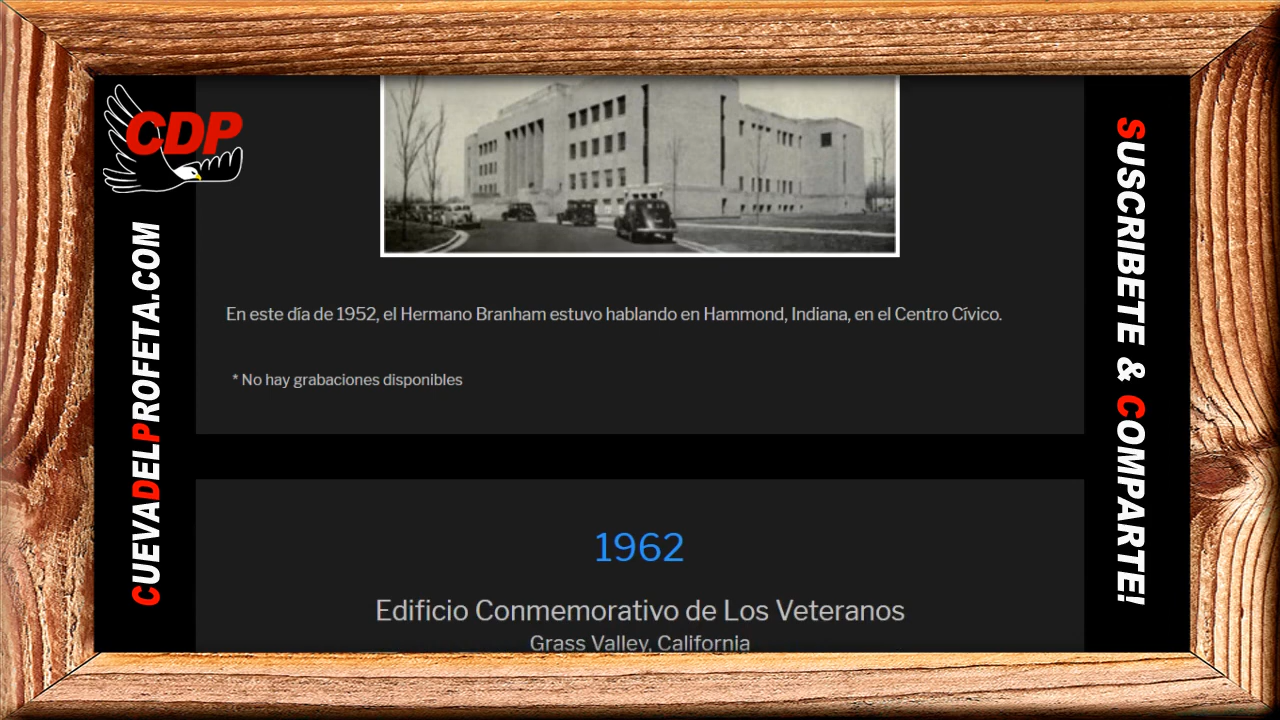 CDP
CUEVADELPROFETA.COM
SUSCRIBETE & COMPARTE!
En este día de 1952, el Hermano Branham estuvo hablando en Hammond, Indiana, en el Centro Cívico.
* No hay grabaciones disponibles
1962
Edificio Conmemorativo de Los Veteranos
Grass Valley, California